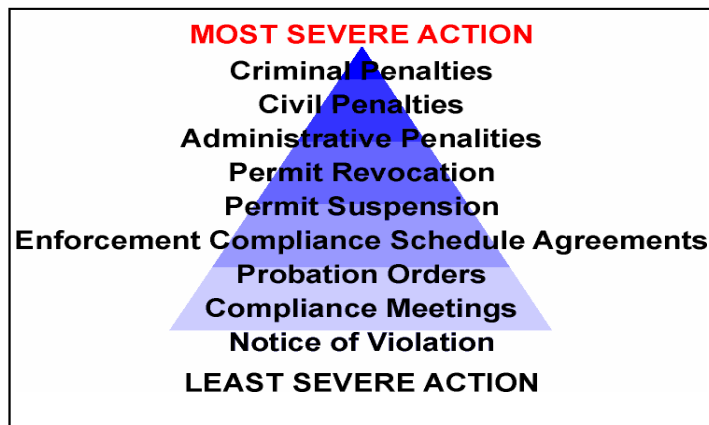 MOST SEVERE ACTION
Criminal Penalties
Civil Penalties
Administrative Penalities
Permit Revocation
Permit Suspension
Enforcement Compliance Schedule Agreements
Probation Orders
Compliance Meetings
Notice of Violation
LEAST SEVERE ACTION